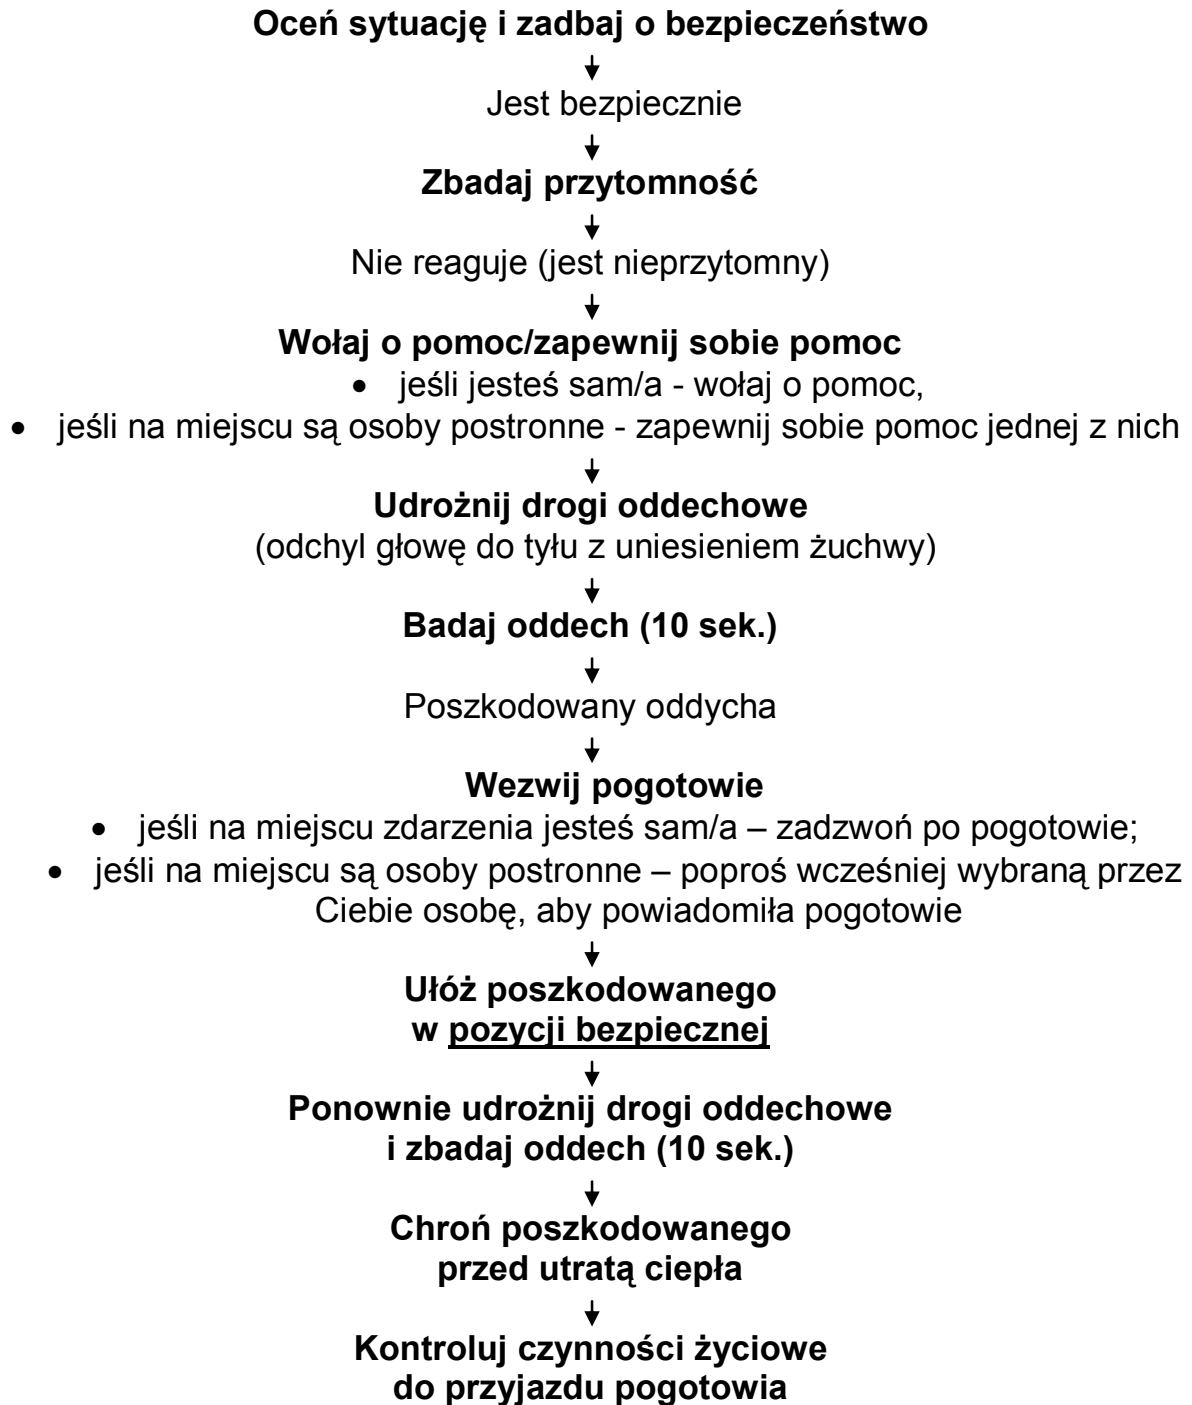 Oceń sytuację i zadbaj o bezpieczeństwo
Jest bezpiecznie
Zbadaj przytomność
Nie reaguje (jest nieprzytomny)
Wołaj o pomoc/zapewnij sobie pomoc
• jeśli jesteś sam/a - wołaj o pomoc,
• jeśli na miejscu są osoby postronne - zapewnij sobie pomoc jednej z nich
Udrożnij drogi oddechowe
(odchyl głowę do tyłu z uniesieniem żuchwy)
Badaj oddech (10 sek.)
Poszkodowany oddycha
Wezwij pogotowie
• jeśli na miejscu zdarzenia jesteś sam/a – zadzwoń po pogotowie;
• jeśli na miejscu są osoby postronne – poproś wcześniej wybraną przez
Ciebie osobę, aby powiadomiła pogotowie
Ułóż poszkodowanego
w pozycji bezpiecznej
Ponownie udrożnij drogi oddechowe
i zbadaj oddech (10 sek.)
Chroń poszkodowanego
przed utratą ciepła
Kontroluj czynności życiowe
do przyjazdu pogotowia